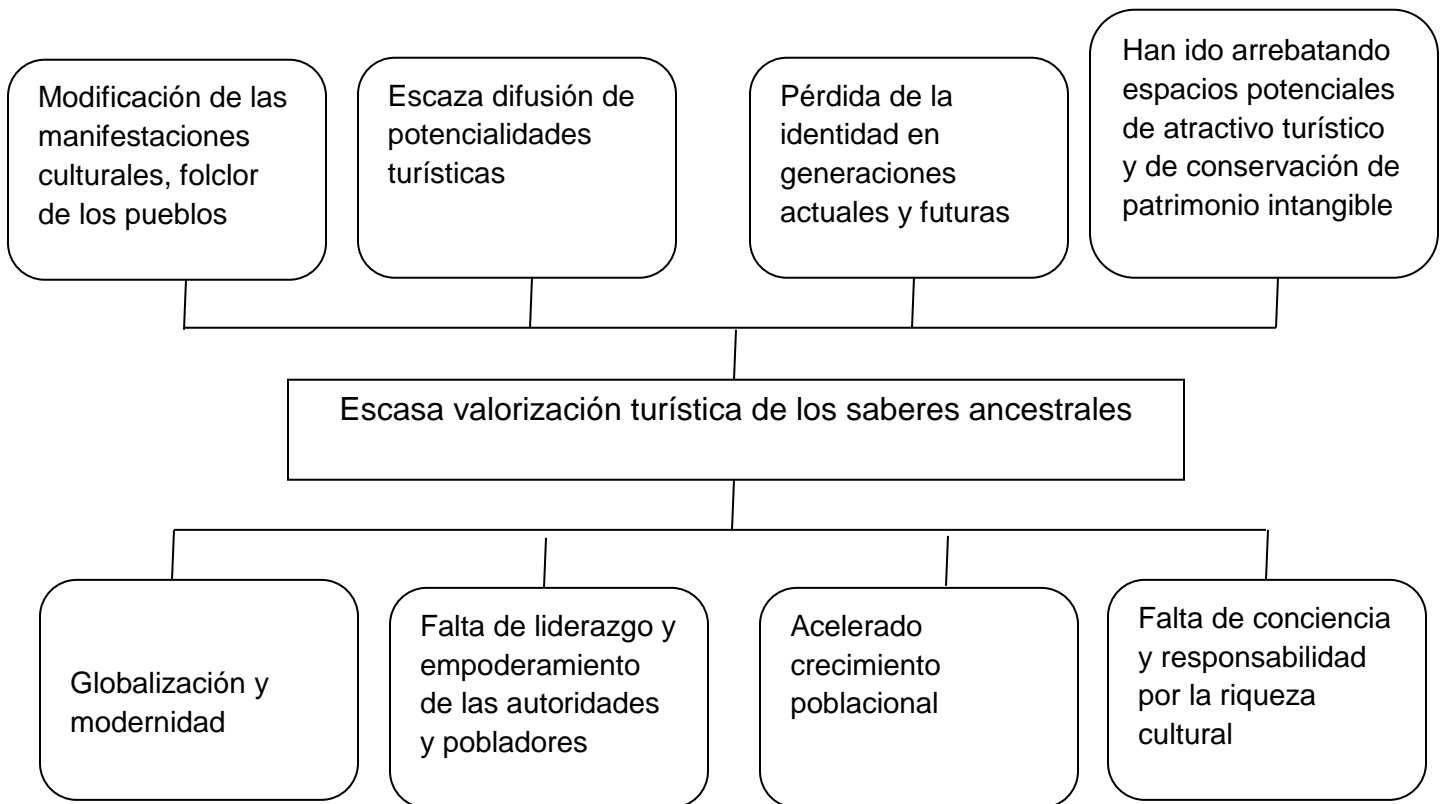 Modificación de las
manifestaciones
culturales, folclor
de los pueblos
Escaza difusión de
potencialidades
turísticas
Pérdida de la
identidad en
generaciones
actuales y futuras
Han ido arrebatando
espacios potenciales
de atractivo turístico
y de conservación de
patrimonio intangible
Escasa valorización turística de los saberes ancestrales
Globalización y
modernidad
Falta de liderazgo y
empoderamiento
de las autoridades
y pobladores
Acelerado
crecimiento
poblacional
Falta de conciencia
y responsabilidad
por la riqueza
cultural